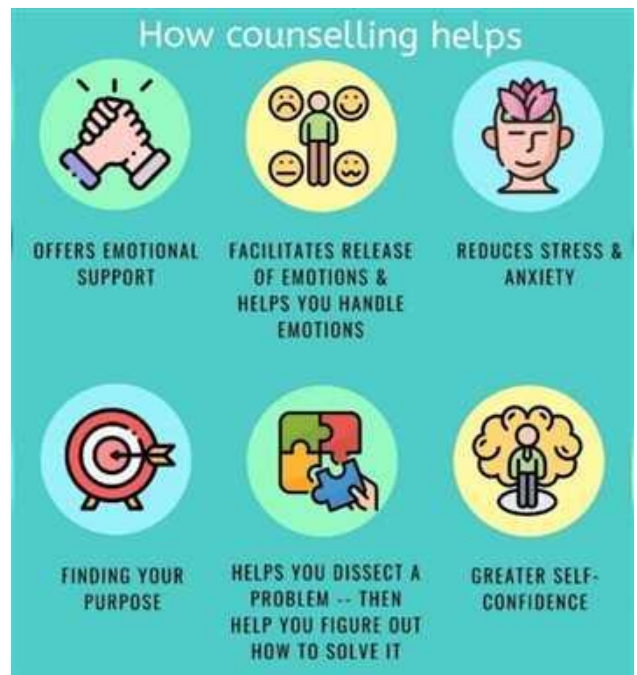 How counselling helps
OFFERS EMOTIONAL
SUPPORT
FACILITATES RELEASE
OF EMOTIONS &
HELPS YOU HANDLE
EMOTIONS
REDUCES STRESS &
ANXIETY
FINDING YOUR
PURPOSE
HELPS YOU DISSECT A
PROBLEM -- THEN
HELP YOU FIGURE OUT
HOW TO SOLVE IT
GREATER SELF-
CONFIDENCE